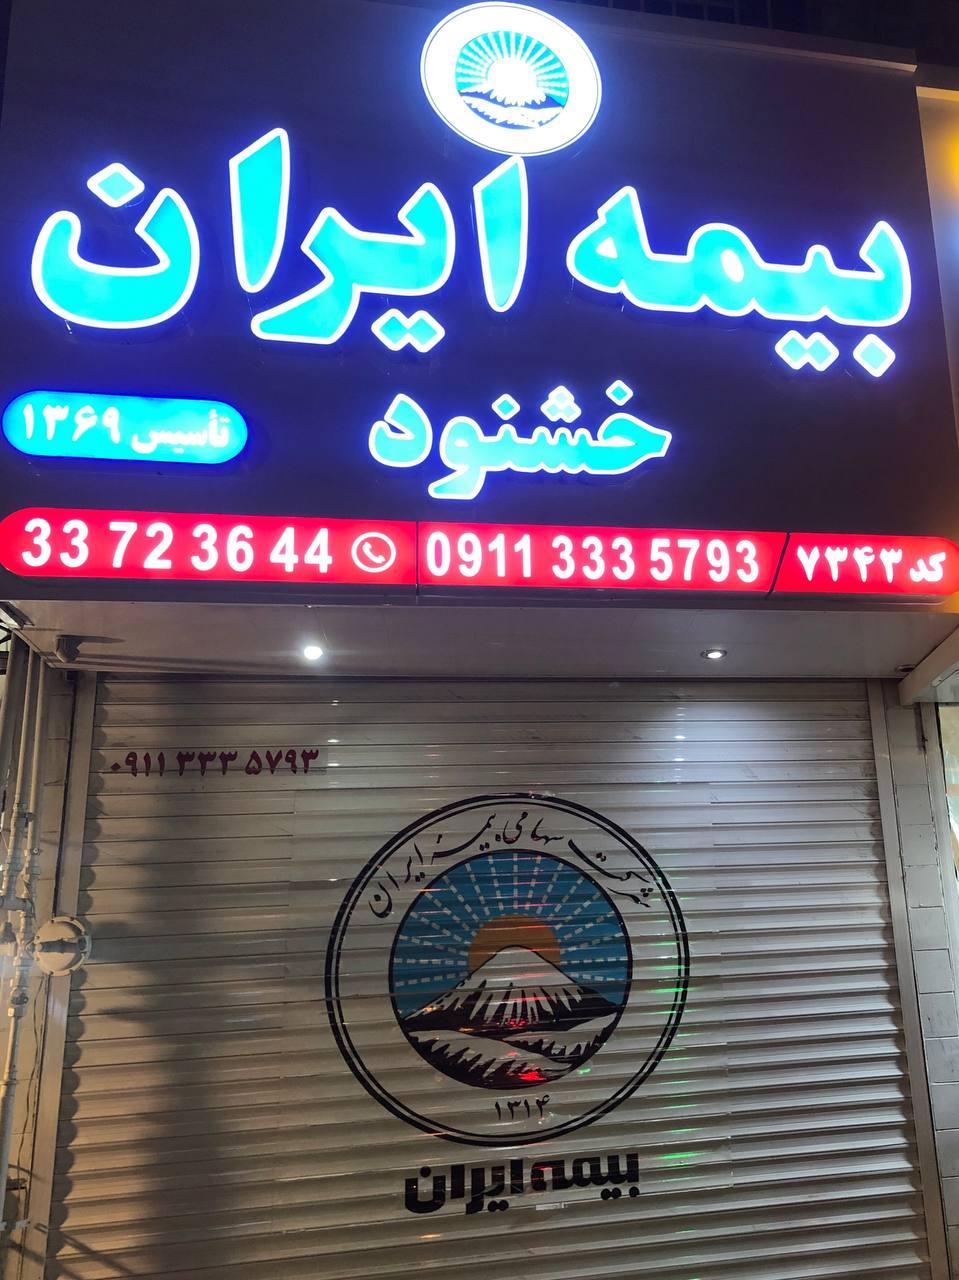 بیمه ایران
خشنود
تأسیس ۱۳۶۹
کد ۷۳۴۳
0911 333 5793
33 72 36 44
۰۹۱۱ ۳۳۳ ۵۷۹۳
شرکت سهامی بیمهٔ ایران
۱۳۱۴
بیمه ایران